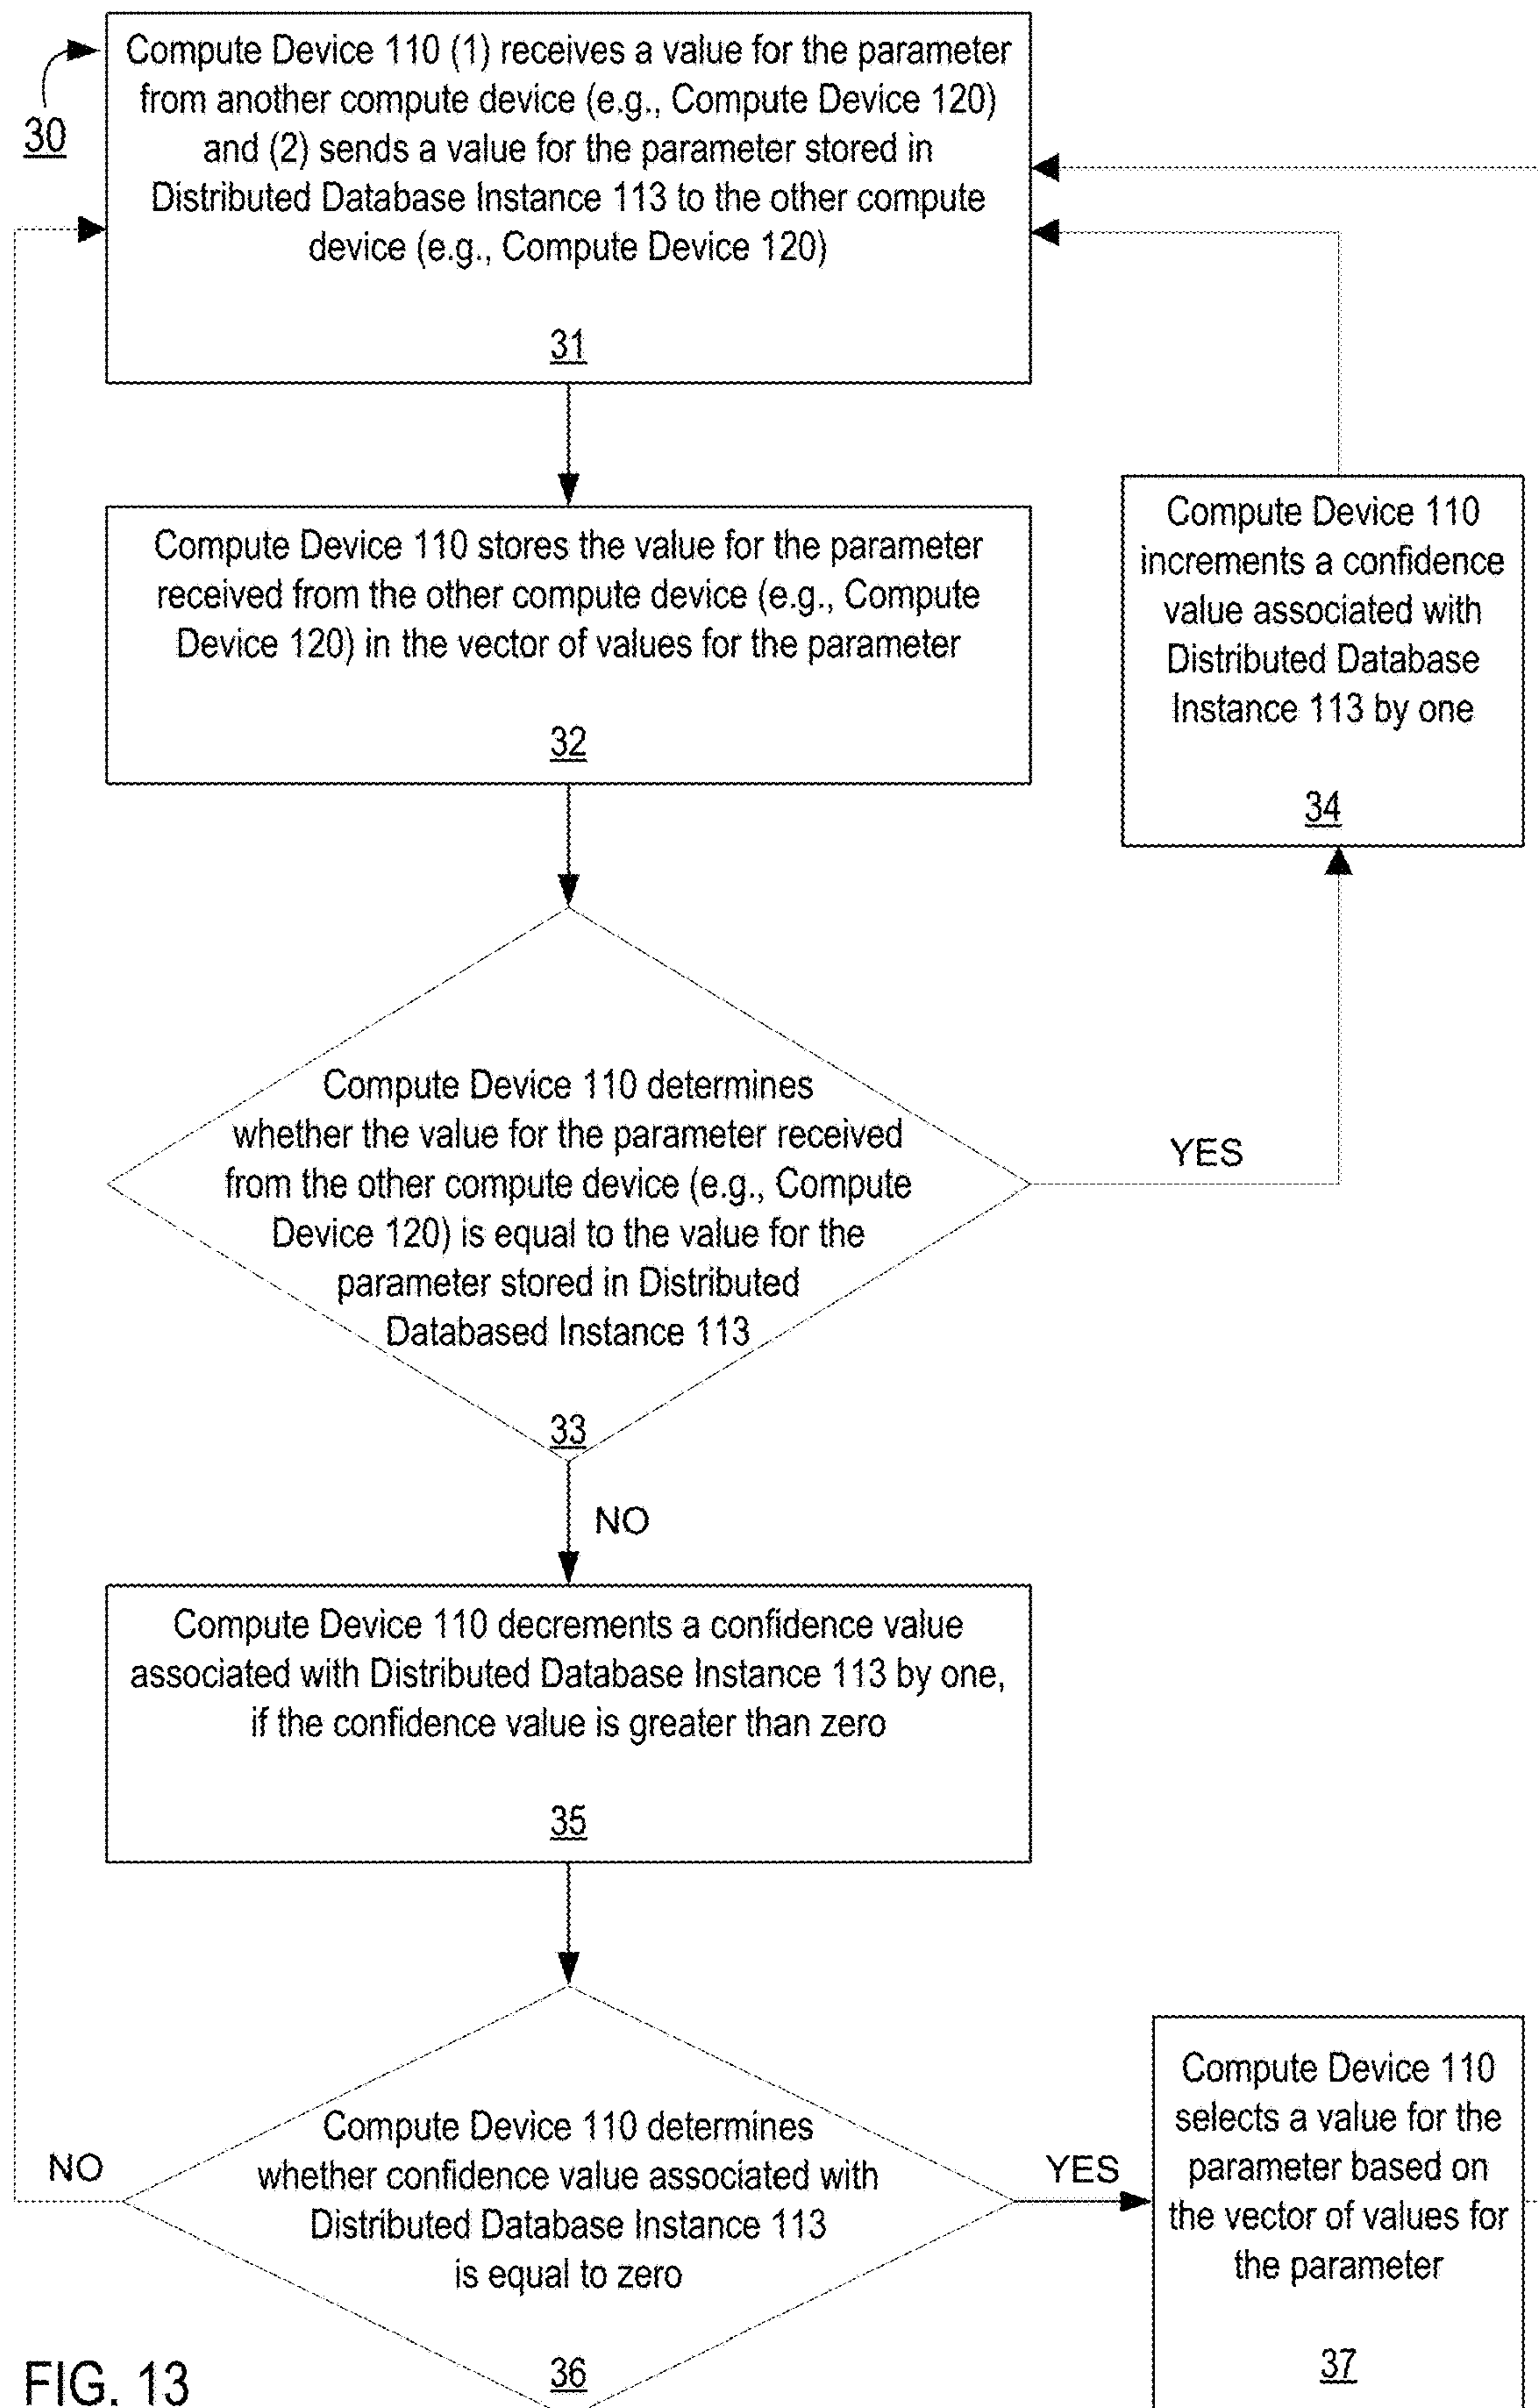 30
Compute Device 110 (1) receives a value for the parameter
from another compute device (e.g., Compute Device 120)
and (2) sends a value for the parameter stored in
Distributed Database Instance 113 to the other compute
device (e.g., Compute Device 120)
31
Compute Device 110 stores the value for the parameter
received from the other compute device (e.g., Compute
Device 120) in the vector of values for the parameter
32
Compute Device 110
increments a confidence
value associated with
Distributed Database
Instance 113 by one
34
Compute Device 110 determines
whether the value for the parameter received
from the other compute device (e.g., Compute
Device 120) is equal to the value for the
parameter stored in Distributed
Databased Instance 113
33
YES
NO
Compute Device 110 decrements a confidence value
associated with Distributed Database Instance 113 by one,
if the confidence value is greater than zero
35
Compute Device 110 determines
whether confidence value associated with
Distributed Database Instance 113
is equal to zero
36
NO
YES
Compute Device 110
selects a value for the
parameter based on
the vector of values for
the parameter
37
FIG. 13